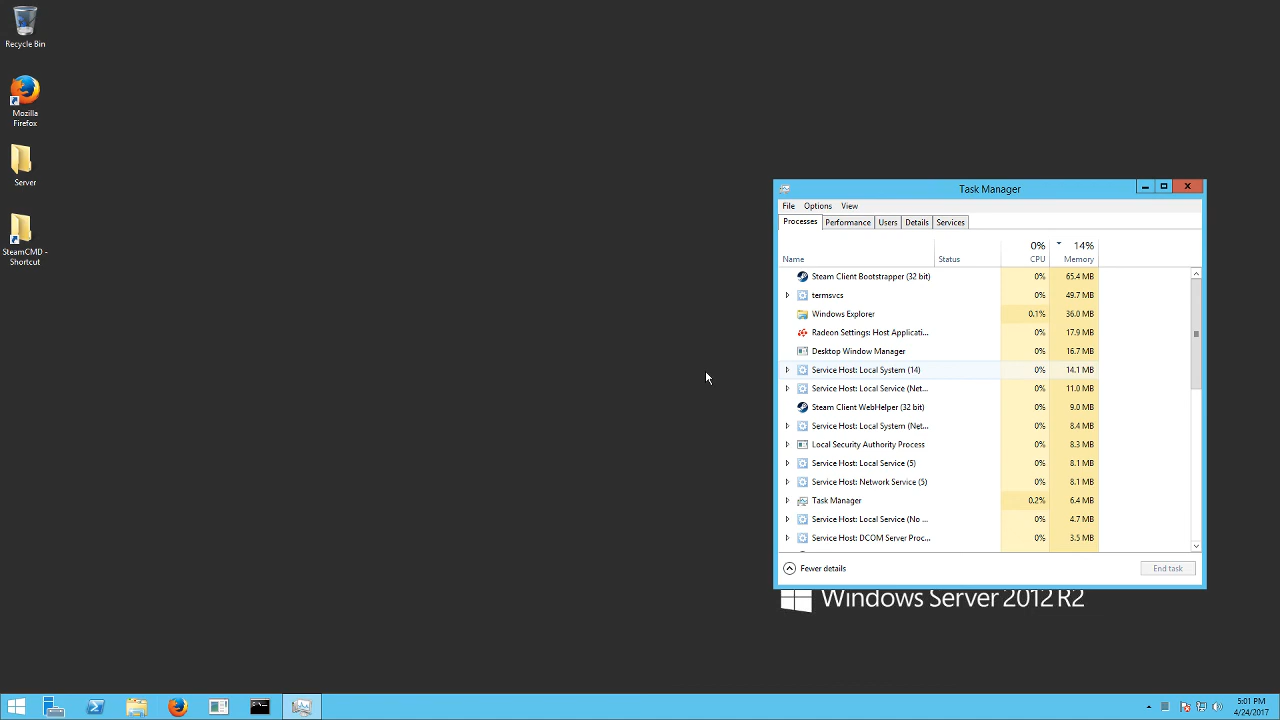 Recycle Bin
Mozilla
Firefox
Server
SteamCMD -
Shortcut
Task Manager
File Options View
Processes Performance Users Details Services
0% 14%
Name Status CPU Memory
Steam Client Bootstrapper (32 bit) 0% 65.4 MB
termsvcs 0% 49.7 MB
Windows Explorer 0.1% 36.0 MB
Radeon Settings: Host Applicati... 0% 17.9 MB
Desktop Window Manager 0% 16.7 MB
Service Host: Local System (14) 0% 14.1 MB
Service Host: Local Service (Net... 0% 11.0 MB
Steam Client WebHelper (32 bit) 0% 9.0 MB
Service Host: Local System (Net... 0% 8.4 MB
Local Security Authority Process 0% 8.3 MB
Service Host: Local Service (5) 0% 8.1 MB
Service Host: Network Service (5) 0% 8.1 MB
Task Manager 0.2% 6.4 MB
Service Host: Local Service (No ... 0% 4.7 MB
Service Host: DCOM Server Proc... 0% 3.5 MB
Fewer details End task
Windows Server 2012 R2
5:01 PM
4/24/2017